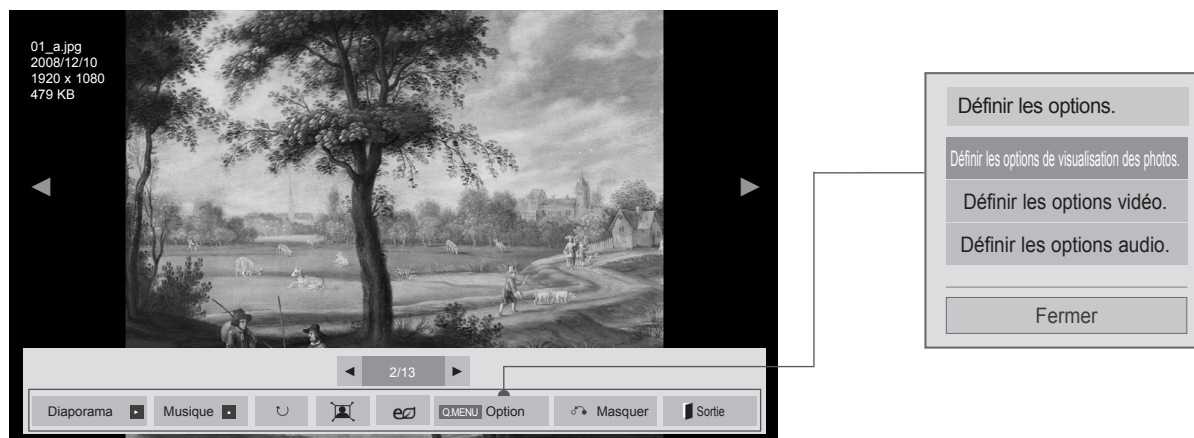 01_a.jpg
2008/12/10
1920 x 1080
479 KB
2/13
Diaporama
Musique
Q.MENU Option
Masquer
Sortie
Définir les options.
Définir les options de visualisation des photos.
Définir les options vidéo.
Définir les options audio.
Fermer